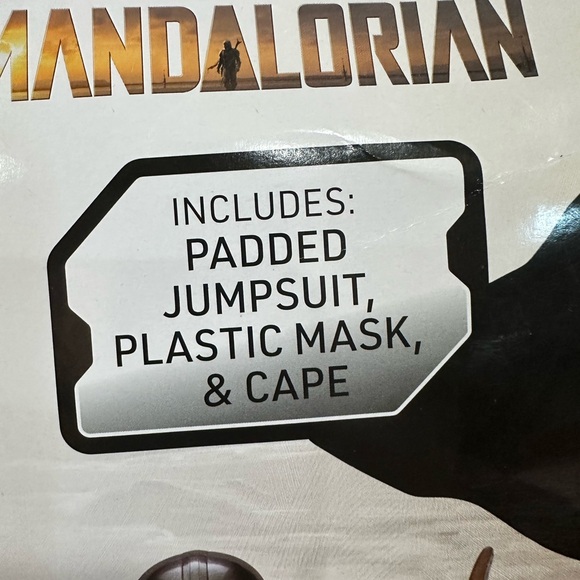 MANDALORIAN
INCLUDES:
PADDED
JUMPSUIT,
PLASTIC MASK,
& CAPE